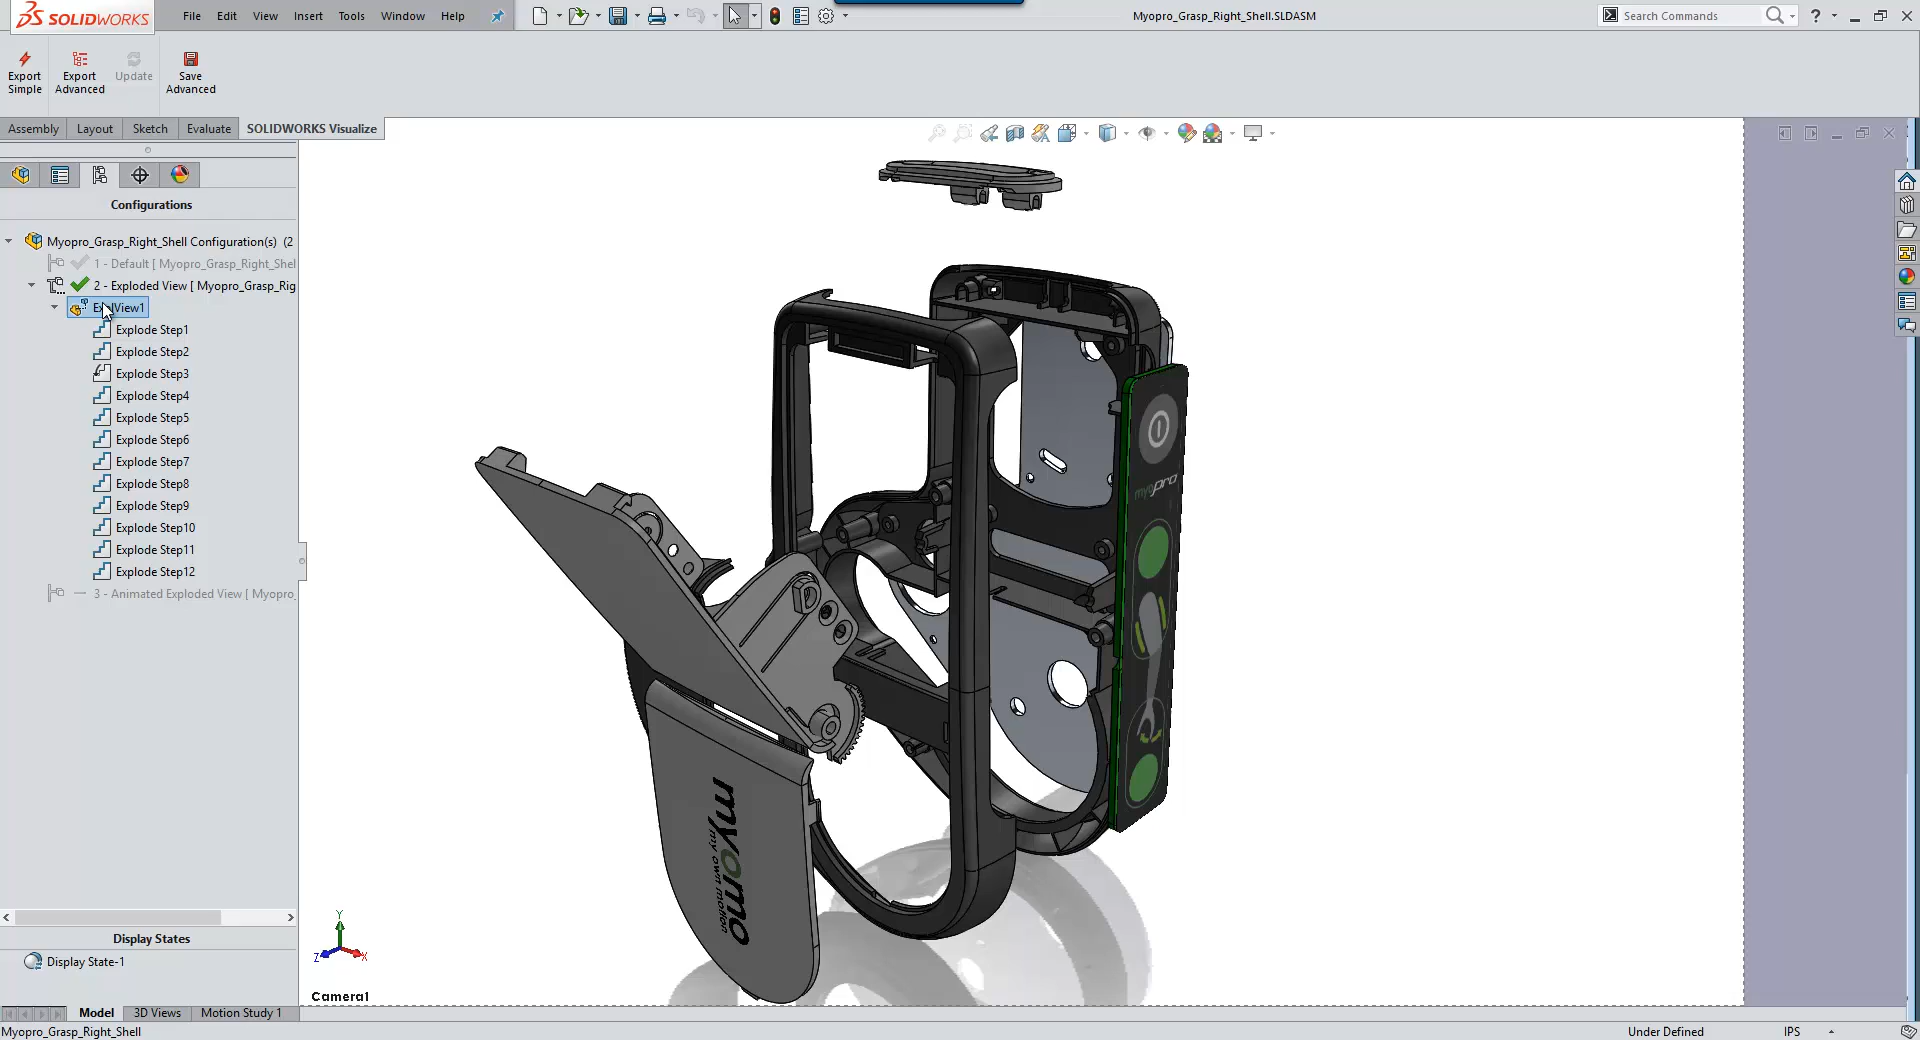 SOLIDWORKS
File Edit View Insert Tools Window Help
Myopro_Grasp_Right_Shell.SLDASM
Search Commands
?
Export Simple
Export Advanced
Update
Save Advanced
Assembly Layout Sketch Evaluate SOLIDWORKS Visualize
Configurations
Myopro_Grasp_Right_Shell Configuration(s) (2
1 - Default [ Myopro_Grasp_Right_Shel
2 - Exploded View [ Myopro_Grasp_Rig
Explode Step1
Explode Step2
Explode Step3
Explode Step4
Explode Step5
Explode Step6
Explode Step7
Explode Step8
Explode Step9
Explode Step10
Explode Step11
Explode Step12
3 - Animated Exploded View [ Myopro_
myopro
myomo
my own motion
Y
Z
X
Camera1
Display States
Display State-1
Model 3D Views Motion Study 1
Myopro_Grasp_Right_Shell
Under Defined
IPS